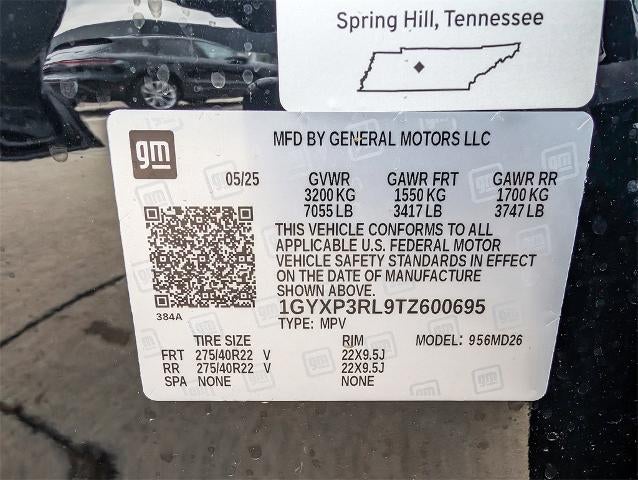 Spring Hill, Tennessee
gm
MFD BY GENERAL MOTORS LLC
05/25 GVWR GAWR FRT GAWR RR
3200 KG 1550 KG 1700 KG
7055 LB 3417 LB 3747 LB
THIS VEHICLE CONFORMS TO ALL
APPLICABLE U.S. FEDERAL MOTOR
VEHICLE SAFETY STANDARDS IN EFFECT
ON THE DATE OF MANUFACTURE
SHOWN ABOVE.
384A
1GYXP3RL9TZ600695
TYPE: MPV
TIRE SIZE RIM MODEL: 956MD26
FRT 275/40R22 V 22X9.5J
RR 275/40R22 V 22X9.5J
SPA NONE NONE